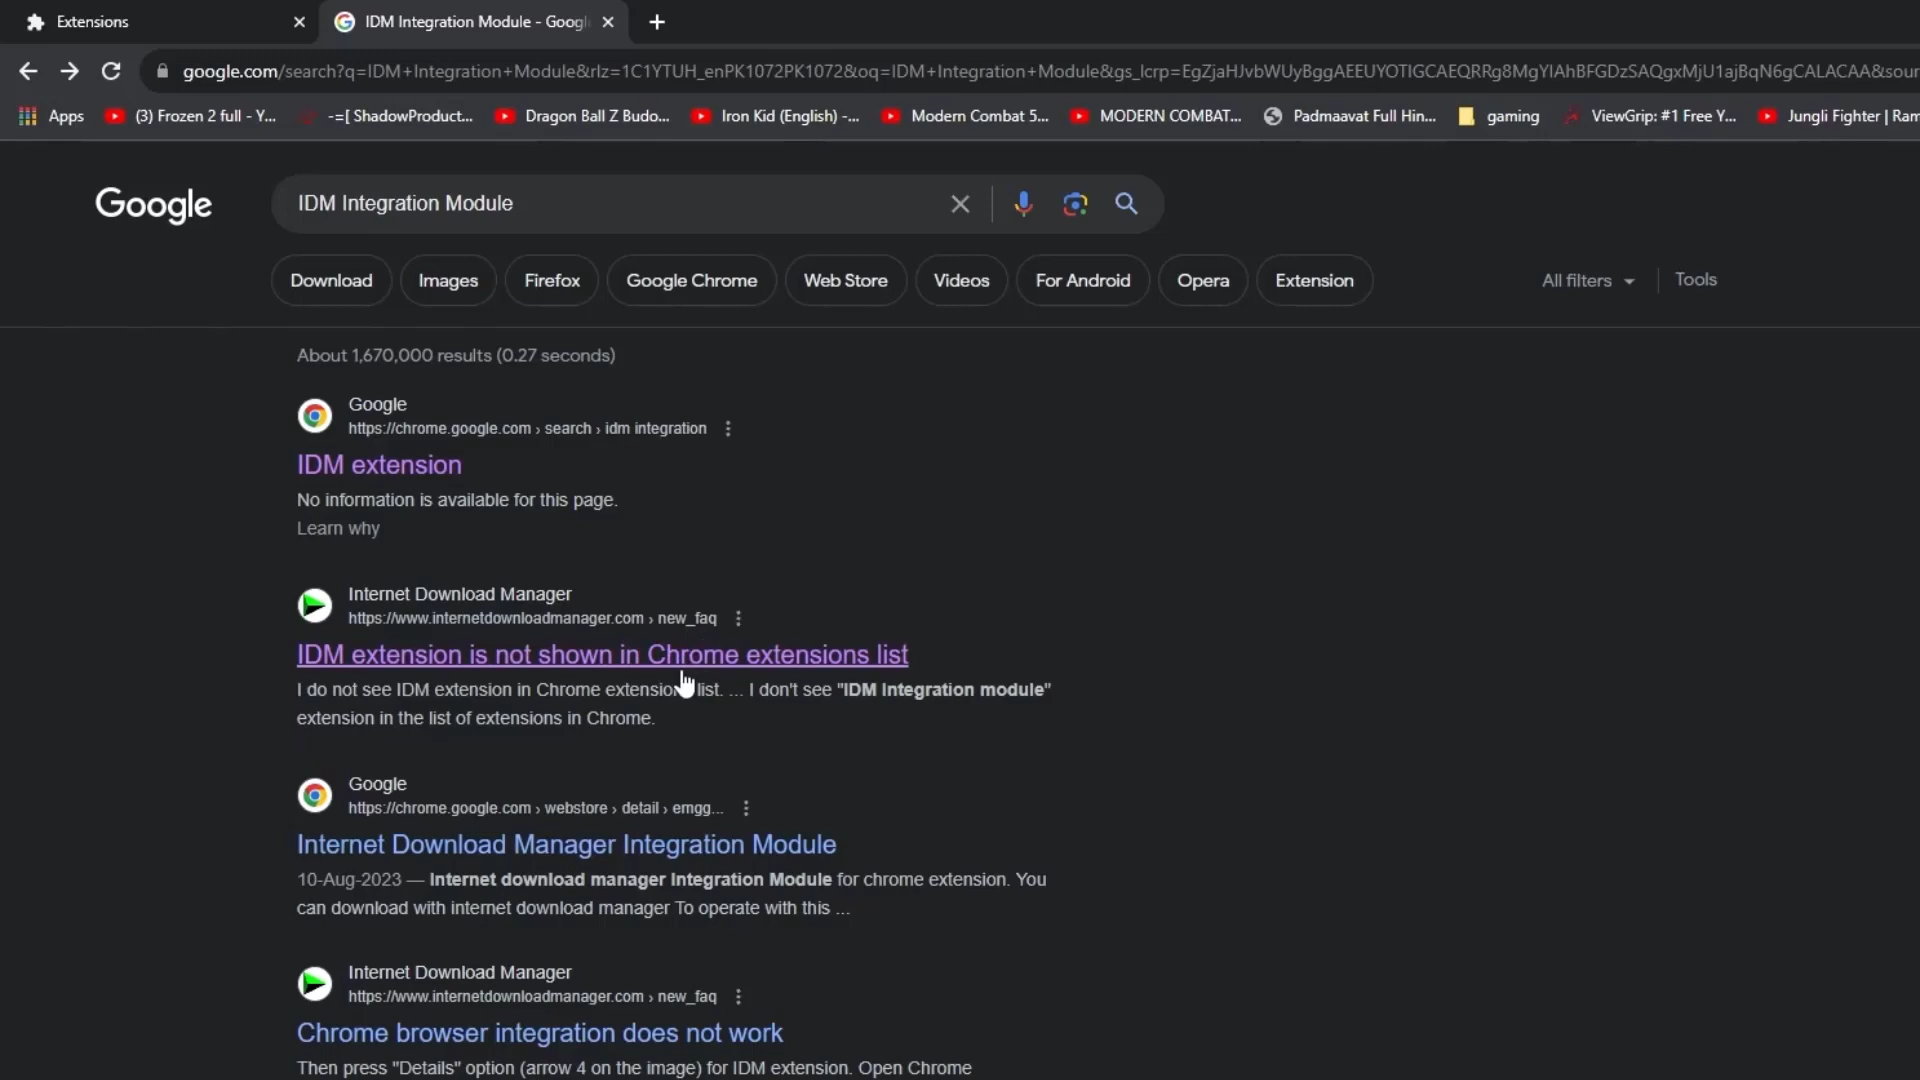 Extensions
IDM Integration Module - Googl
google.com/search?q=IDM+Integration+Module&rlz=1C1YTUH_enPK1072PK1072&oq=IDM+Integration+Module&gs_lcrp=EgZjaHJvbWUyBggAEEUYOTIGCAEQRRg8MgYIAhBFGDzSAQgxMjU1ajBqN6gCALACAA&sour
Apps (3) Frozen 2 full - Y... -=[ ShadowProduct... Dragon Ball Z Budo... Iron Kid (English) -... Modern Combat 5... MODERN COMBAT... Padmaavat Full Hin... gaming ViewGrip: #1 Free Y... Jungli Fighter | Ram
Google
IDM Integration Module
Download Images Firefox Google Chrome Web Store Videos For Android Opera Extension All filters Tools
About 1,670,000 results (0.27 seconds)
Google
https://chrome.google.com › search › idm integration
IDM extension
No information is available for this page.
Learn why
Internet Download Manager
https://www.internetdownloadmanager.com › new_faq
IDM extension is not shown in Chrome extensions list
I do not see IDM extension in Chrome extension list. ... I don't see "IDM Integration module"
extension in the list of extensions in Chrome.
Google
https://chrome.google.com › webstore › detail › emgg...
Internet Download Manager Integration Module
10-Aug-2023 — Internet download manager Integration Module for chrome extension. You
can download with internet download manager To operate with this ...
Internet Download Manager
https://www.internetdownloadmanager.com › new_faq
Chrome browser integration does not work
Then press "Details" option (arrow 4 on the image) for IDM extension. Open Chrome